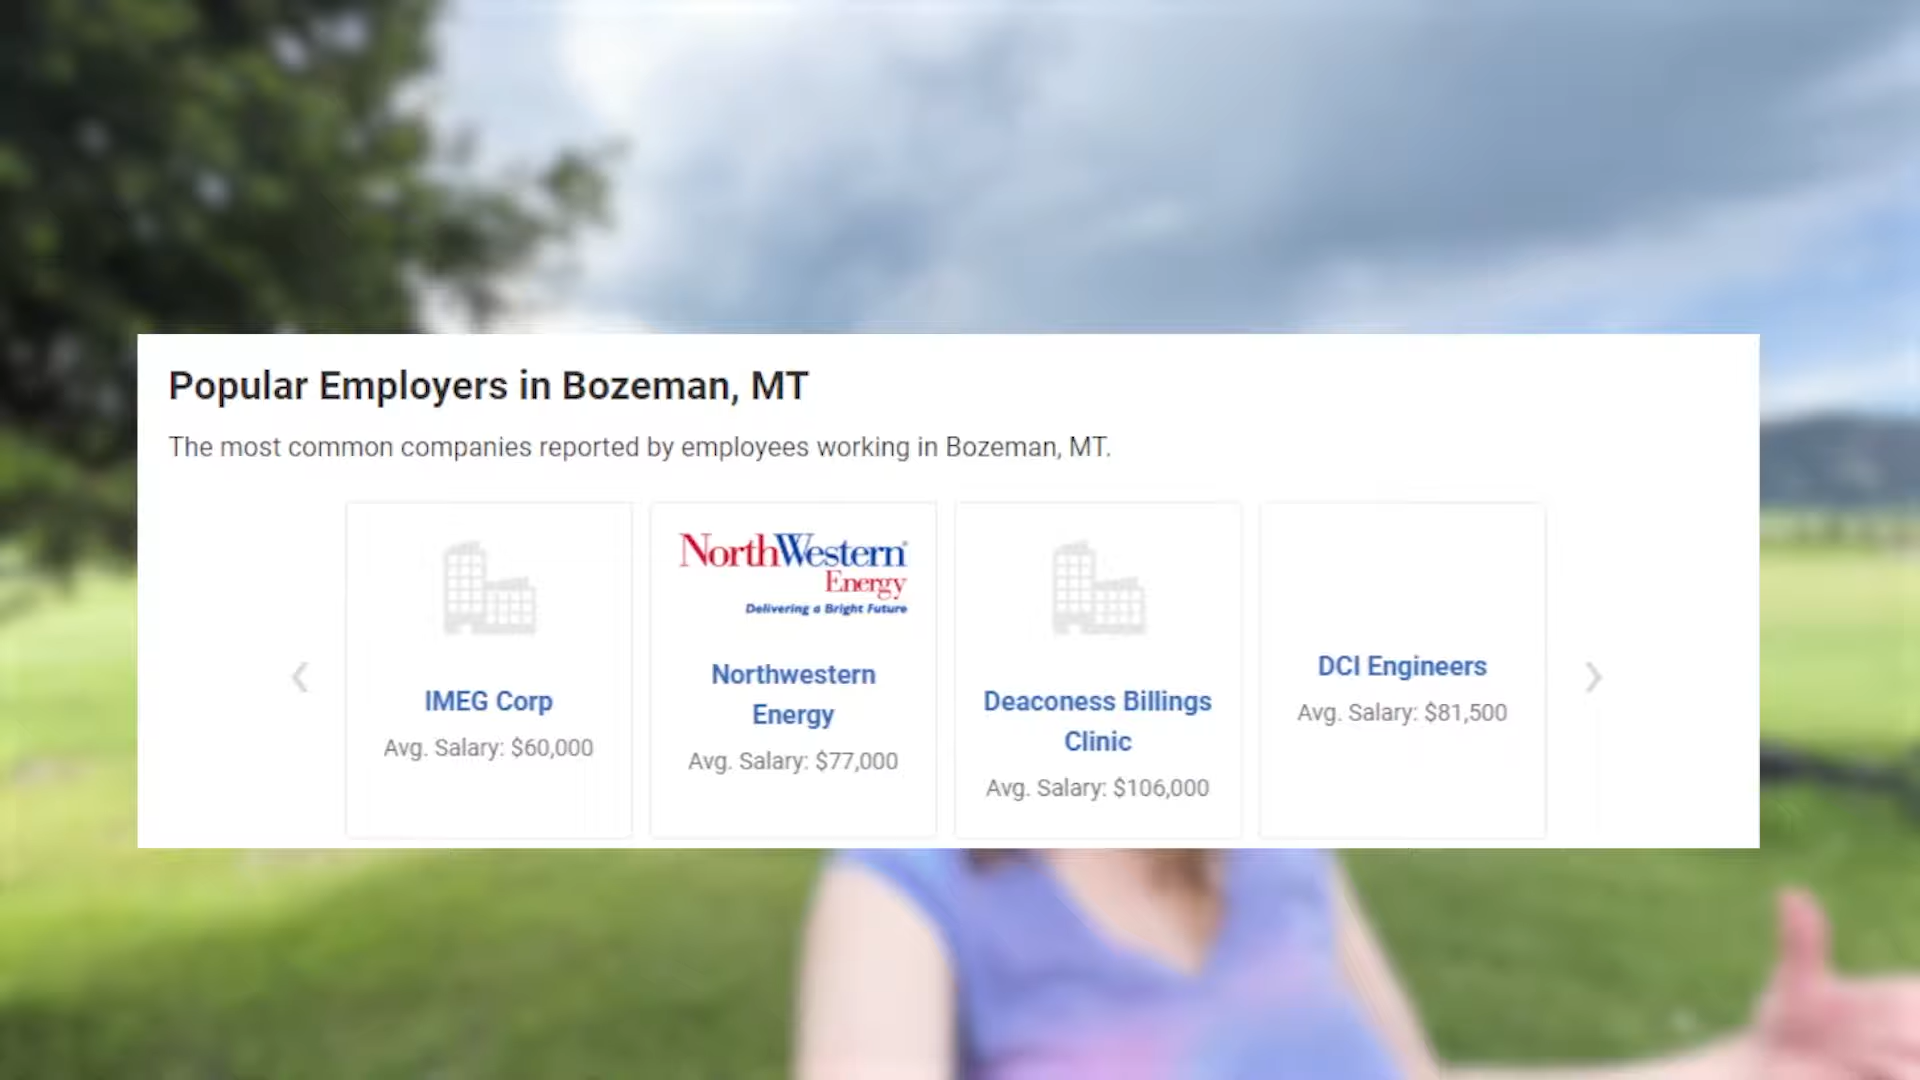 Popular Employers in Bozeman, MT
The most common companies reported by employees working in Bozeman, MT.
IMEG Corp
Avg. Salary: $60,000
NorthWestern
Energy
Delivering a Bright Future
Northwestern
Energy
Avg. Salary: $77,000
Deaconess Billings
Clinic
Avg. Salary: $106,000
DCI Engineers
Avg. Salary: $81,500